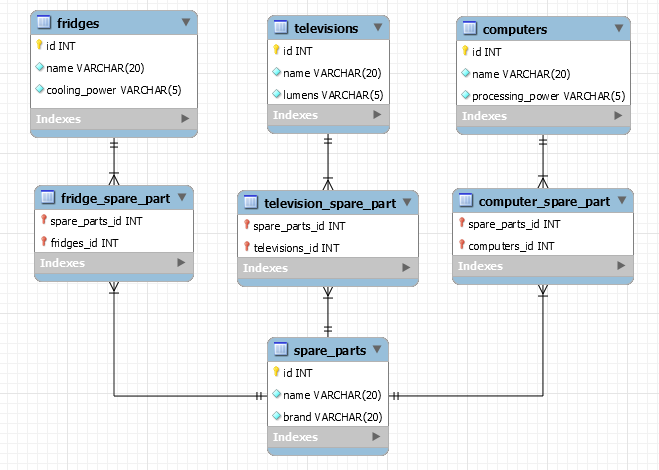 fridges
id INT
name VARCHAR(20)
cooling_power VARCHAR(5)
Indexes
televisions
id INT
name VARCHAR(20)
lumens VARCHAR(5)
Indexes
computers
id INT
name VARCHAR(20)
processing_power VARCHAR(5)
Indexes
fridge_spare_part
spare_parts_id INT
fridges_id INT
Indexes
television_spare_part
spare_parts_id INT
televisions_id INT
Indexes
computer_spare_part
spare_parts_id INT
computers_id INT
Indexes
spare_parts
id INT
name VARCHAR(20)
brand VARCHAR(20)
Indexes